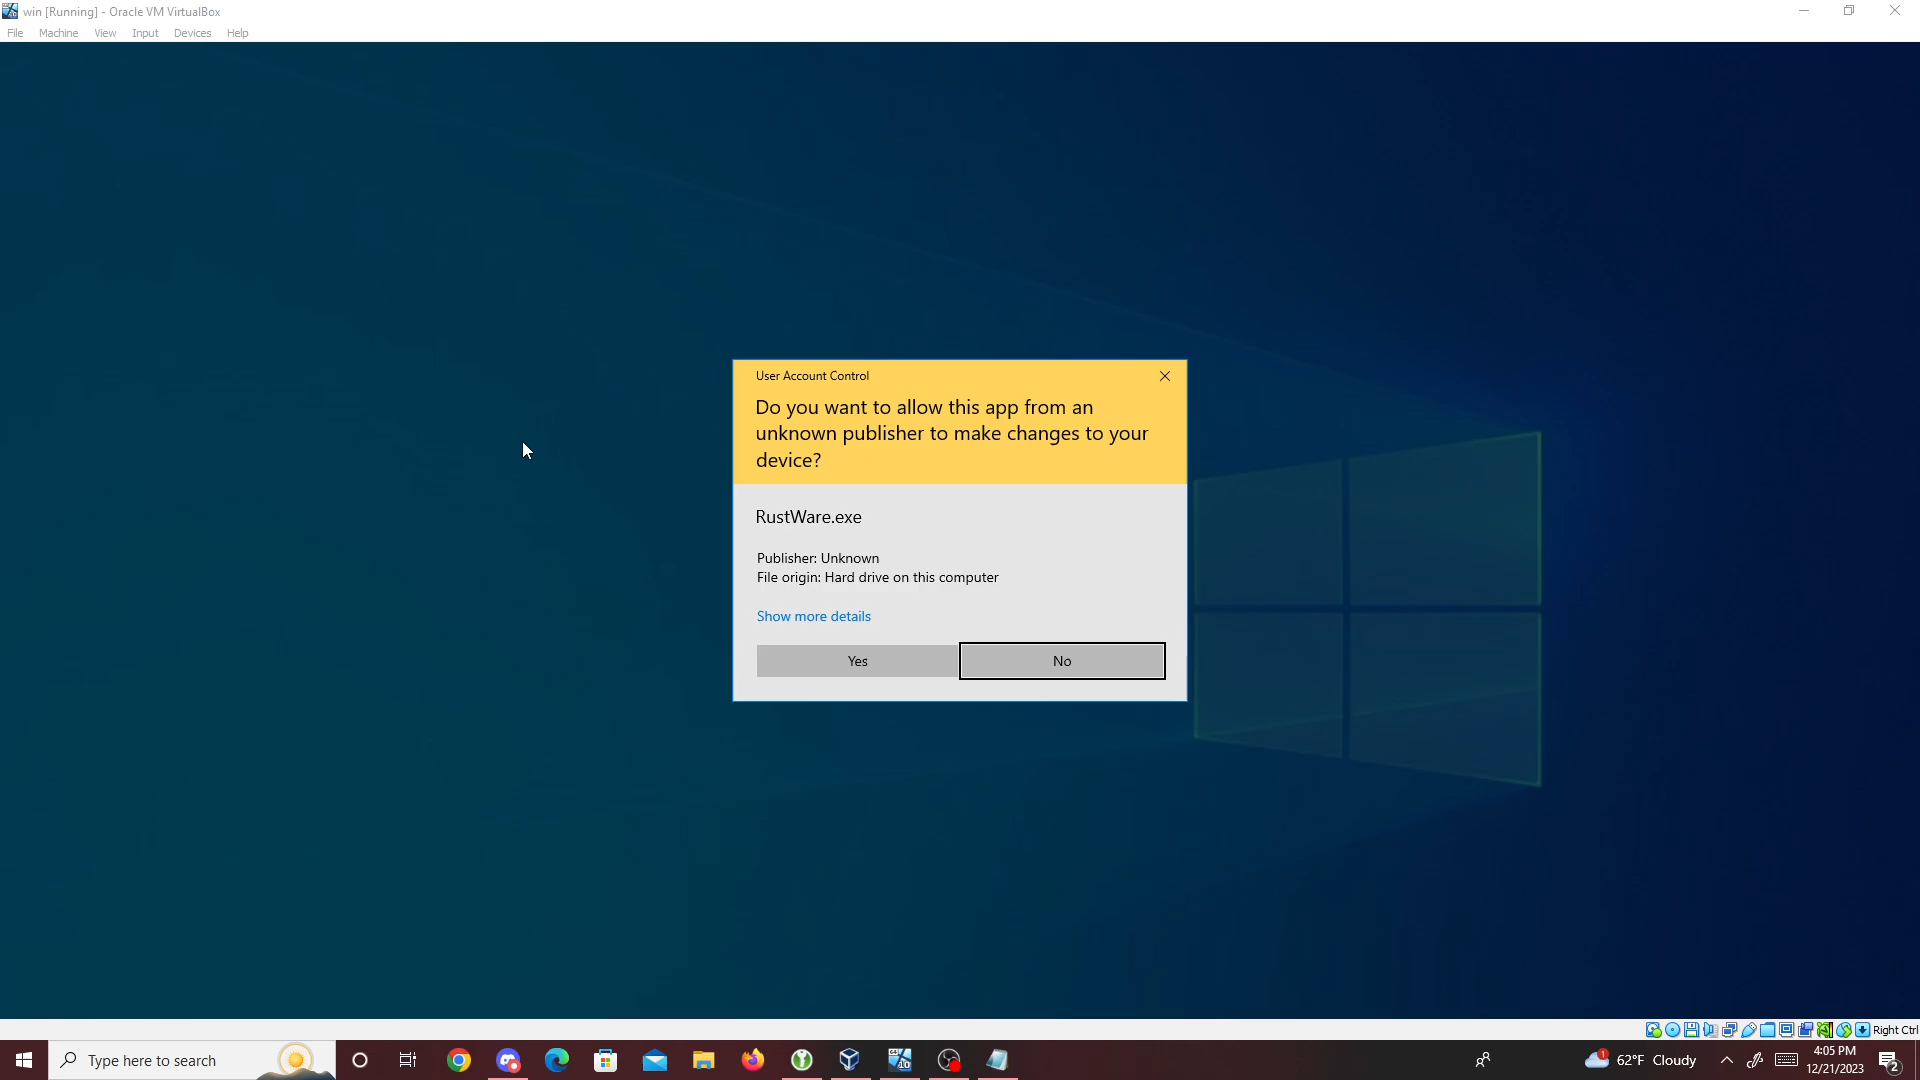 win [Running] - Oracle VM VirtualBox
File Machine View Input Devices Help
User Account Control
Do you want to allow this app from an
unknown publisher to make changes to your
device?
RustWare.exe
Publisher: Unknown
File origin: Hard drive on this computer
Show more details
Yes No
Right Ctrl
Type here to search
1
62°F Cloudy
4:05 PM
12/21/2023
2